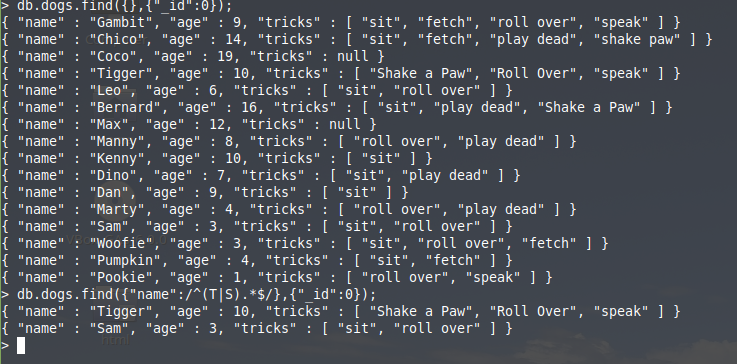 > db.dogs.find({},{"_id":0});
{ "name" : "Gambit", "age" : 9, "tricks" : [ "sit", "fetch", "roll over", "speak" ] }
{ "name" : "Chico", "age" : 14, "tricks" : [ "sit", "fetch", "play dead", "shake paw" ] }
{ "name" : "Coco", "age" : 19, "tricks" : null }
{ "name" : "Tigger", "age" : 10, "tricks" : [ "Shake a Paw", "Roll Over", "speak" ] }
{ "name" : "Leo", "age" : 6, "tricks" : [ "sit", "roll over" ] }
{ "name" : "Bernard", "age" : 16, "tricks" : [ "sit", "play dead", "Shake a Paw" ] }
{ "name" : "Max", "age" : 12, "tricks" : null }
{ "name" : "Manny", "age" : 8, "tricks" : [ "roll over", "play dead" ] }
{ "name" : "Kenny", "age" : 10, "tricks" : [ "sit" ] }
{ "name" : "Dino", "age" : 7, "tricks" : [ "sit", "play dead" ] }
{ "name" : "Dan", "age" : 9, "tricks" : [ "sit" ] }
{ "name" : "Marty", "age" : 4, "tricks" : [ "roll over", "play dead" ] }
{ "name" : "Sam", "age" : 3, "tricks" : [ "sit", "roll over" ] }
{ "name" : "Woofie", "age" : 3, "tricks" : [ "sit", "roll over", "fetch" ] }
{ "name" : "Pumpkin", "age" : 4, "tricks" : [ "sit", "fetch" ] }
{ "name" : "Pookie", "age" : 1, "tricks" : [ "roll over", "speak" ] }
> db.dogs.find({"name":/^(T|S).*$/},{"_id":0});
{ "name" : "Tigger", "age" : 10, "tricks" : [ "Shake a Paw", "Roll Over", "speak" ] }
{ "name" : "Sam", "age" : 3, "tricks" : [ "sit", "roll over" ] }
html
>